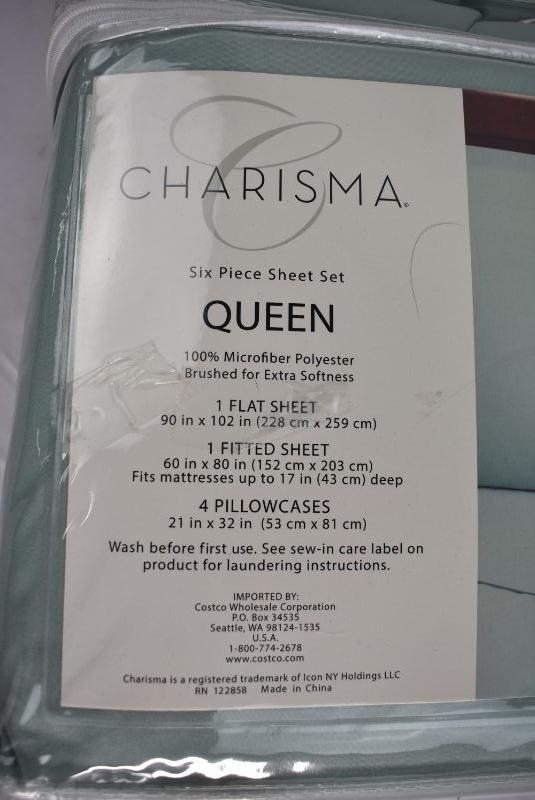 CHARISMA®
Six Piece Sheet Set
QUEEN
100% Microfiber Polyester
Brushed for Extra Softness
1 FLAT SHEET
90 in x 102 in (228 cm x 259 cm)
1 FITTED SHEET
60 in x 80 in (152 cm x 203 cm)
Fits mattresses up to 17 in (43 cm) deep
4 PILLOWCASES
21 in x 32 in (53 cm x 81 cm)
Wash before first use. See sew-in care label on
product for laundering instructions.
IMPORTED BY:
Costco Wholesale Corporation
P.O. Box 34535
Seattle, WA 98124-1535
U.S.A.
1-800-774-2678
www.costco.com
Charisma is a registered trademark of Icon NY Holdings LLC
RN 122858 Made in China